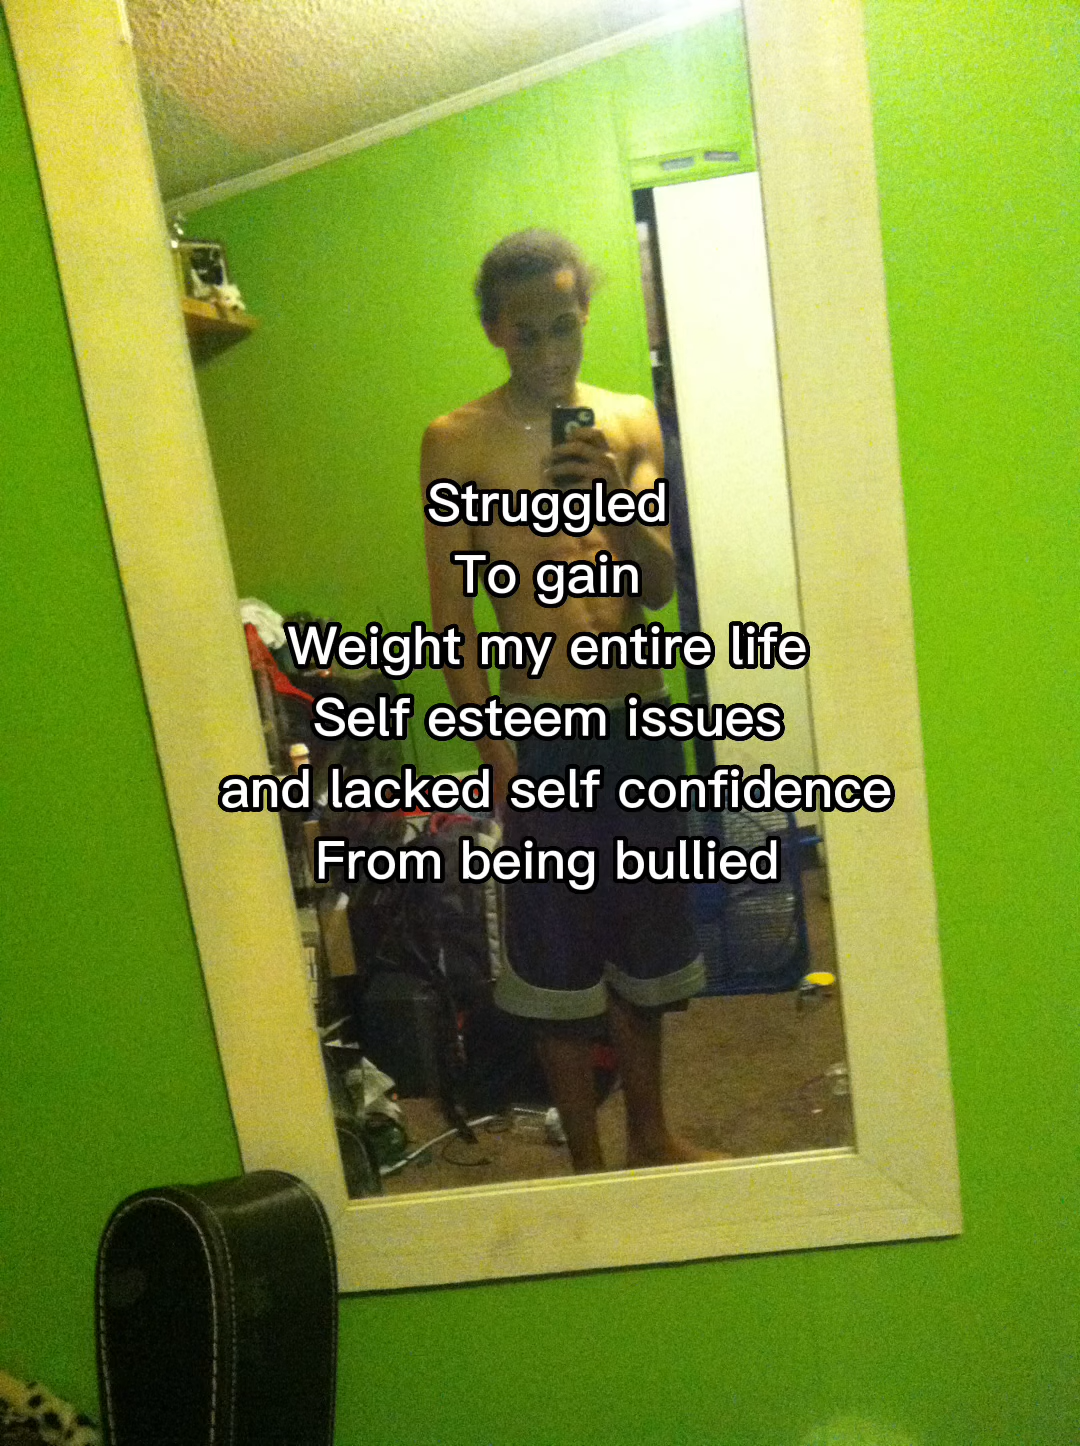 Struggled
To gain
Weight my entire life
Self esteem issues
and lacked self confidence
From being bullied